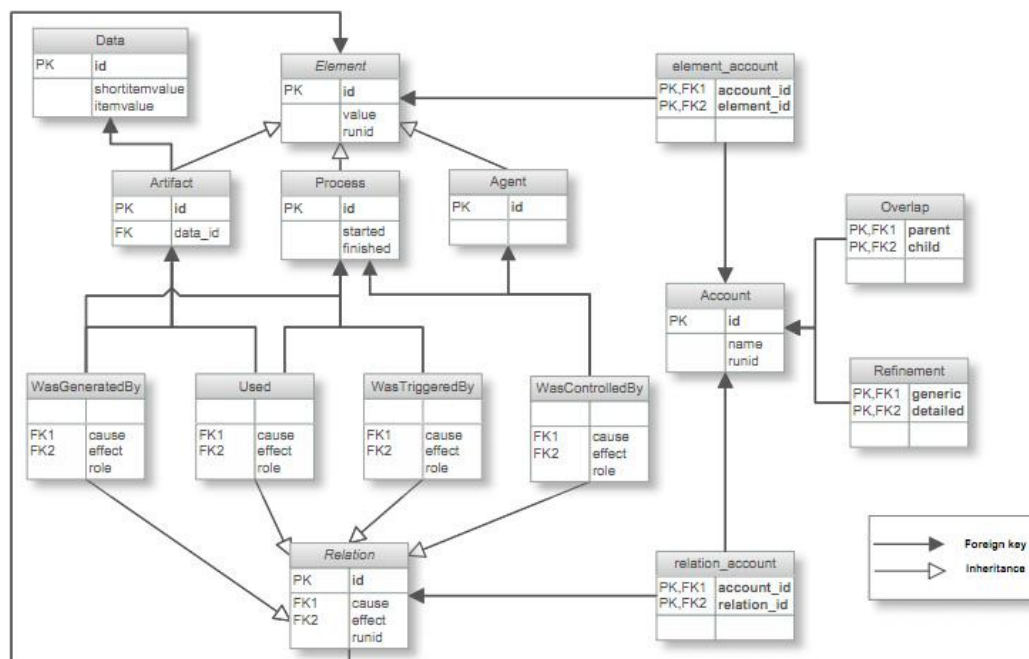 Data
PK id
shortitemvalue
itemvalue
Element
PK id
value
runid
element_account
PK,FK1 account_id
PK,FK2 element_id
Artifact
PK id
FK data_id
Process
PK id
started
finished
Agent
PK id
Overlap
PK,FK1 parent
PK,FK2 child
Account
PK id
name
runid
Refinement
PK,FK1 generic
PK,FK2 detailed
WasGeneratedBy
FK1 cause
FK2 effect
role
Used
FK1 cause
FK2 effect
role
WasTriggeredBy
FK1 cause
FK2 effect
role
WasControlledBy
FK1 cause
FK2 effect
role
Relation
PK id
FK1 cause
FK2 effect
runid
relation_account
PK,FK1 account_id
PK,FK2 relation_id
Foreign key
Inheritance